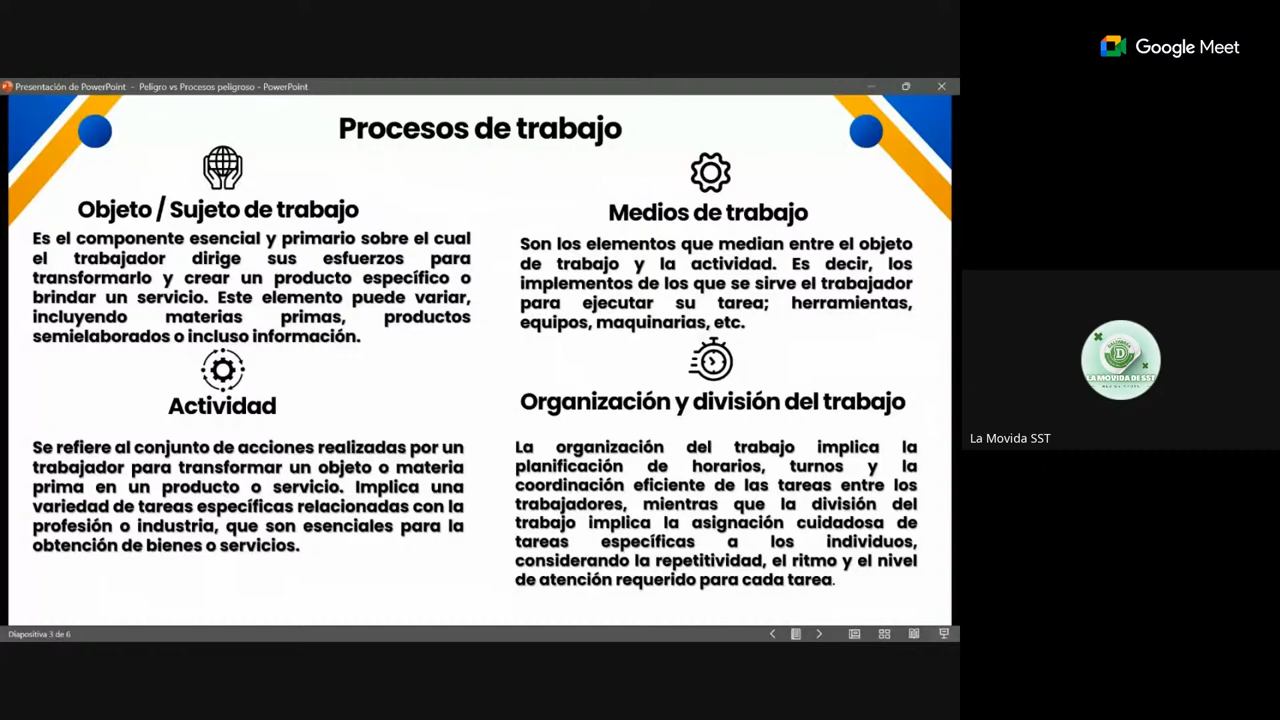 Google Meet
Presentación de PowerPoint - Peligro vs Procesos peligroso - PowerPoint
Procesos de trabajo
Objeto / Sujeto de trabajo
Es el componente esencial y primario sobre el cual
el trabajador dirige sus esfuerzos para
transformarlo y crear un producto específico o
brindar un servicio. Este elemento puede variar,
incluyendo materias primas, productos
semielaborados o incluso información.
Medios de trabajo
Son los elementos que median entre el objeto
de trabajo y la actividad. Es decir, los
implementos de los que se sirve el trabajador
para ejecutar su tarea; herramientas,
equipos, maquinarias, etc.
Actividad
Se refiere al conjunto de acciones realizadas por un
trabajador para transformar un objeto o materia
prima en un producto o servicio. Implica una
variedad de tareas específicas relacionadas con la
profesión o industria, que son esenciales para la
obtención de bienes o servicios.
Organización y división del trabajo
La organización del trabajo implica la
planificación de horarios, turnos y la
coordinación eficiente de las tareas entre los
trabajadores, mientras que la división del
trabajo implica la asignación cuidadosa de
tareas específicas a los individuos,
considerando la repetitividad, el ritmo y el nivel
de atención requerido para cada tarea.
Diapositiva 3 de 6
LA MOVIDA DE SST
La Movida SST